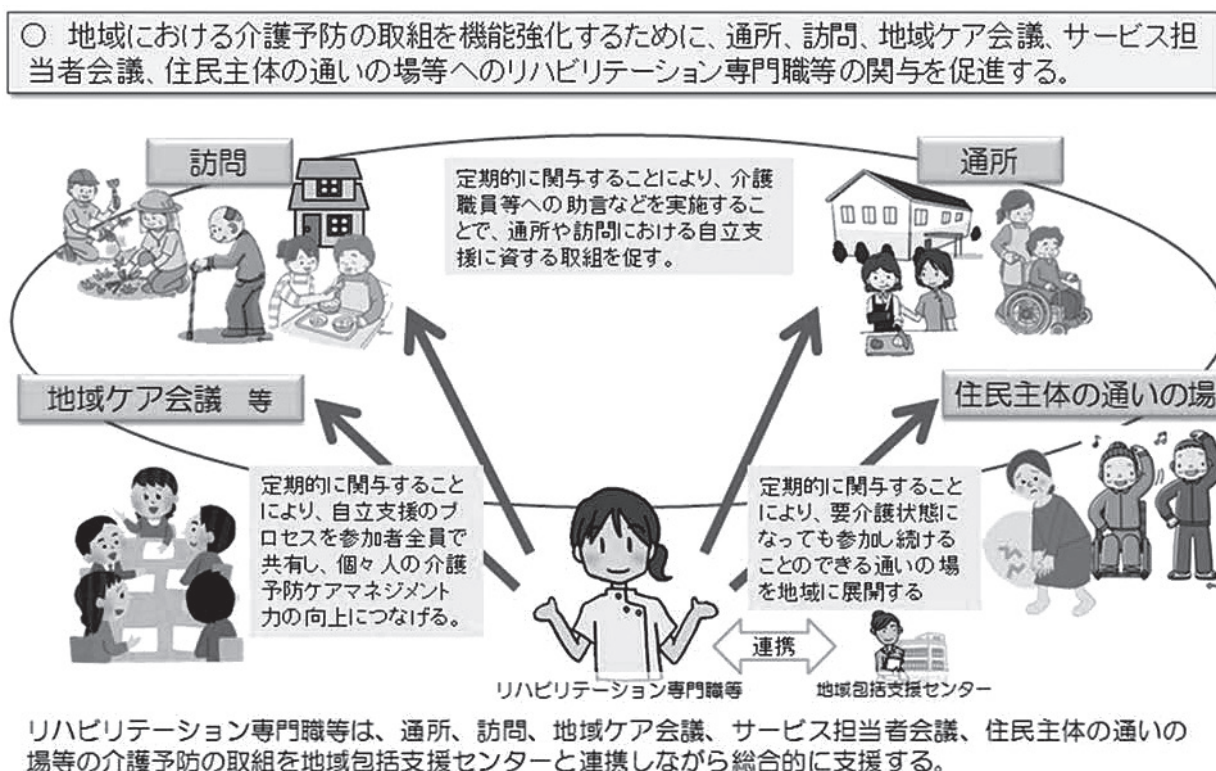 ○ 地域における介護予防の取組を機能強化するために、通所、訪問、地域ケア会議、サービス担
当者会議、住民主体の通いの場等へのリハビリテーション専門職等の関与を促進する。
訪問
定期的に関与することにより、介護
職員等への助言などを実施するこ
とで、通所や訪問における自立支
援に資する取組を促す。
通所
地域ケア会議 等
住民主体の通いの場
定期的に関与すること
により、自立支援のプ
ロセスを参加者全員で
共有し、個々人の介護
予防ケアマネジメント
力の向上につなげる。
定期的に関与すること
により、要介護状態に
なっても参加し続ける
ことのできる通いの場
を地域に展開する
連携
リハビリテーション専門職等
地域包括支援センター
リハビリテーション専門職等は、通所、訪問、地域ケア会議、サービス担当者会議、住民主体の通いの
場等の介護予防の取組を地域包括支援センターと連携しながら総合的に支援する。